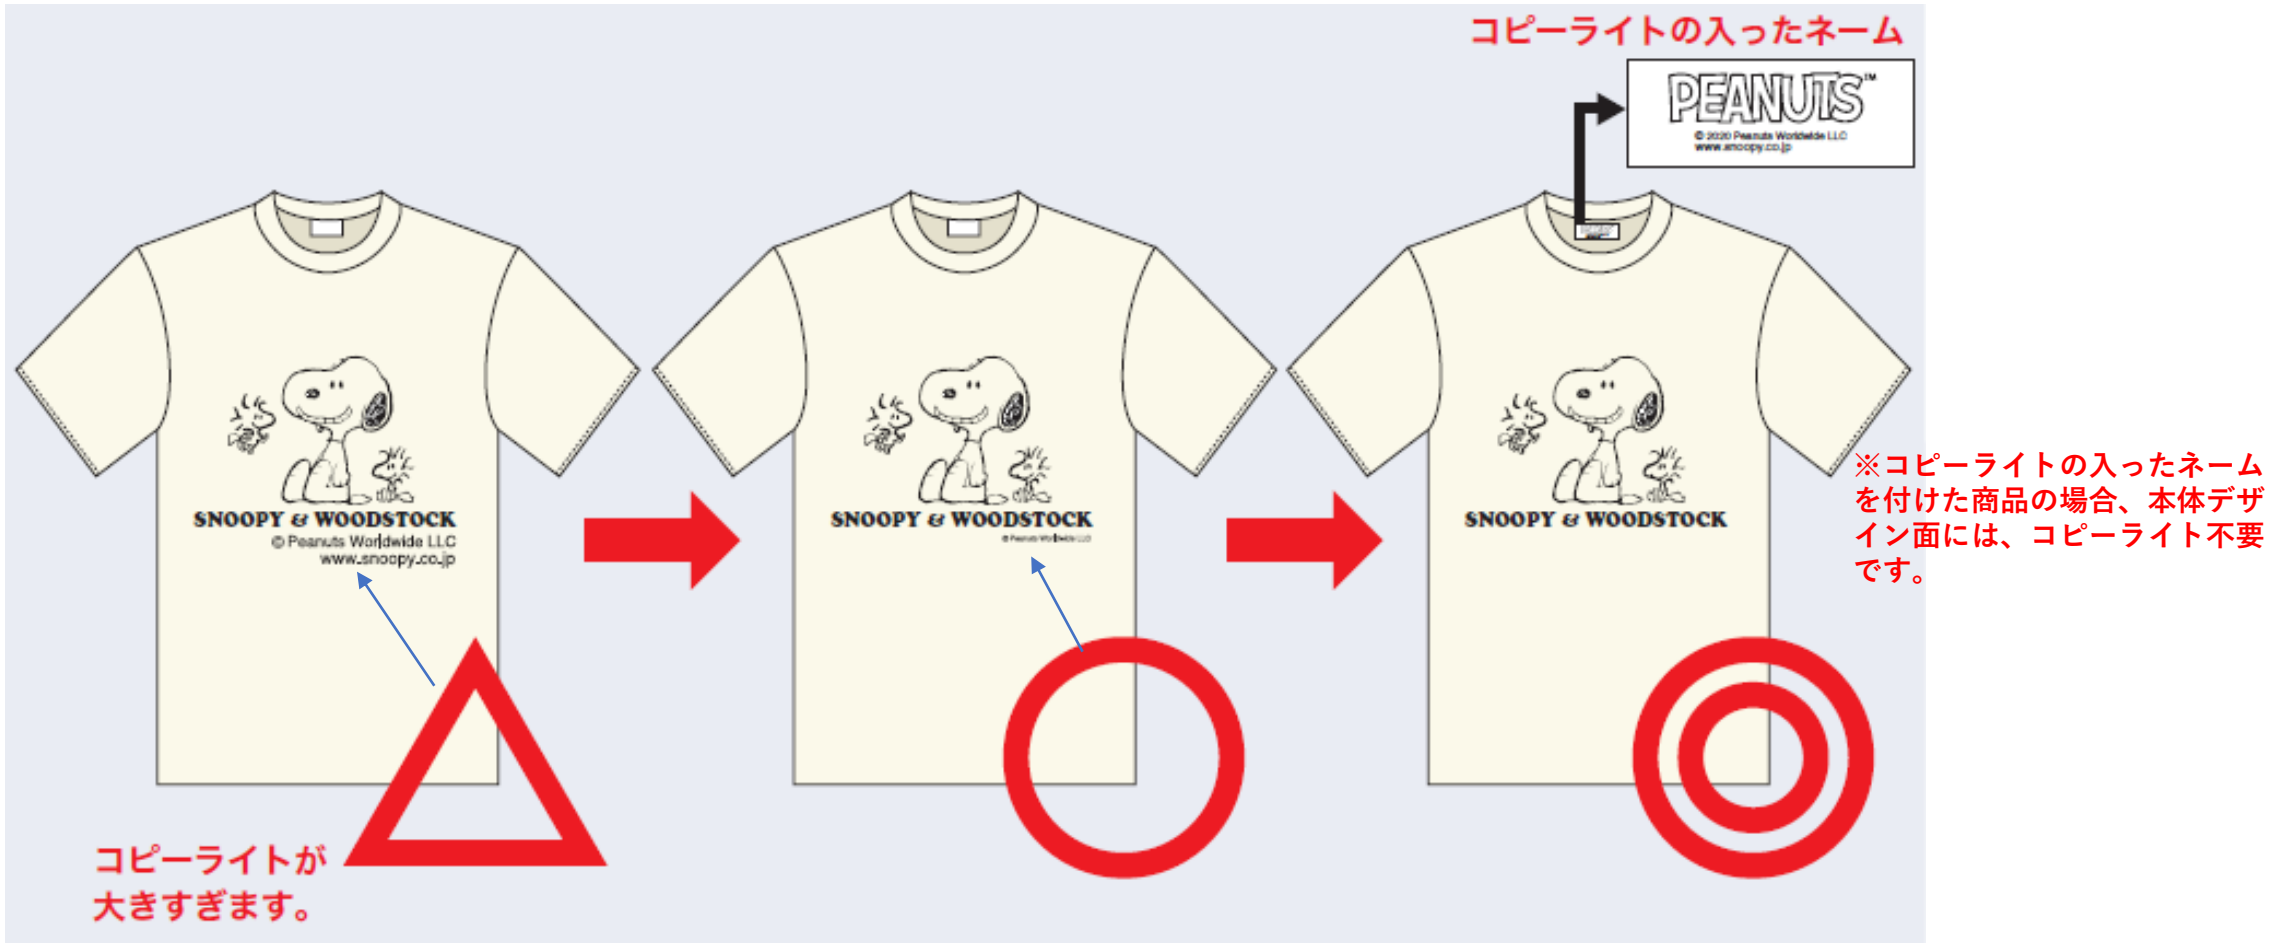 コピーライトの入ったネーム
PEANUTS™
© 2020 Peanuts Worldwide LLC
www.snoopy.co.jp
SNOOPY & WOODSTOCK
© Peanuts Worldwide LLC
www.snoopy.co.jp
SNOOPY & WOODSTOCK
© Peanuts Worldwide LLC
SNOOPY & WOODSTOCK
※コピーライトの入ったネーム
を付けた商品の場合、本体デザ
イン面には、コピーライト不要
です。
コピーライトが
大きすぎます。